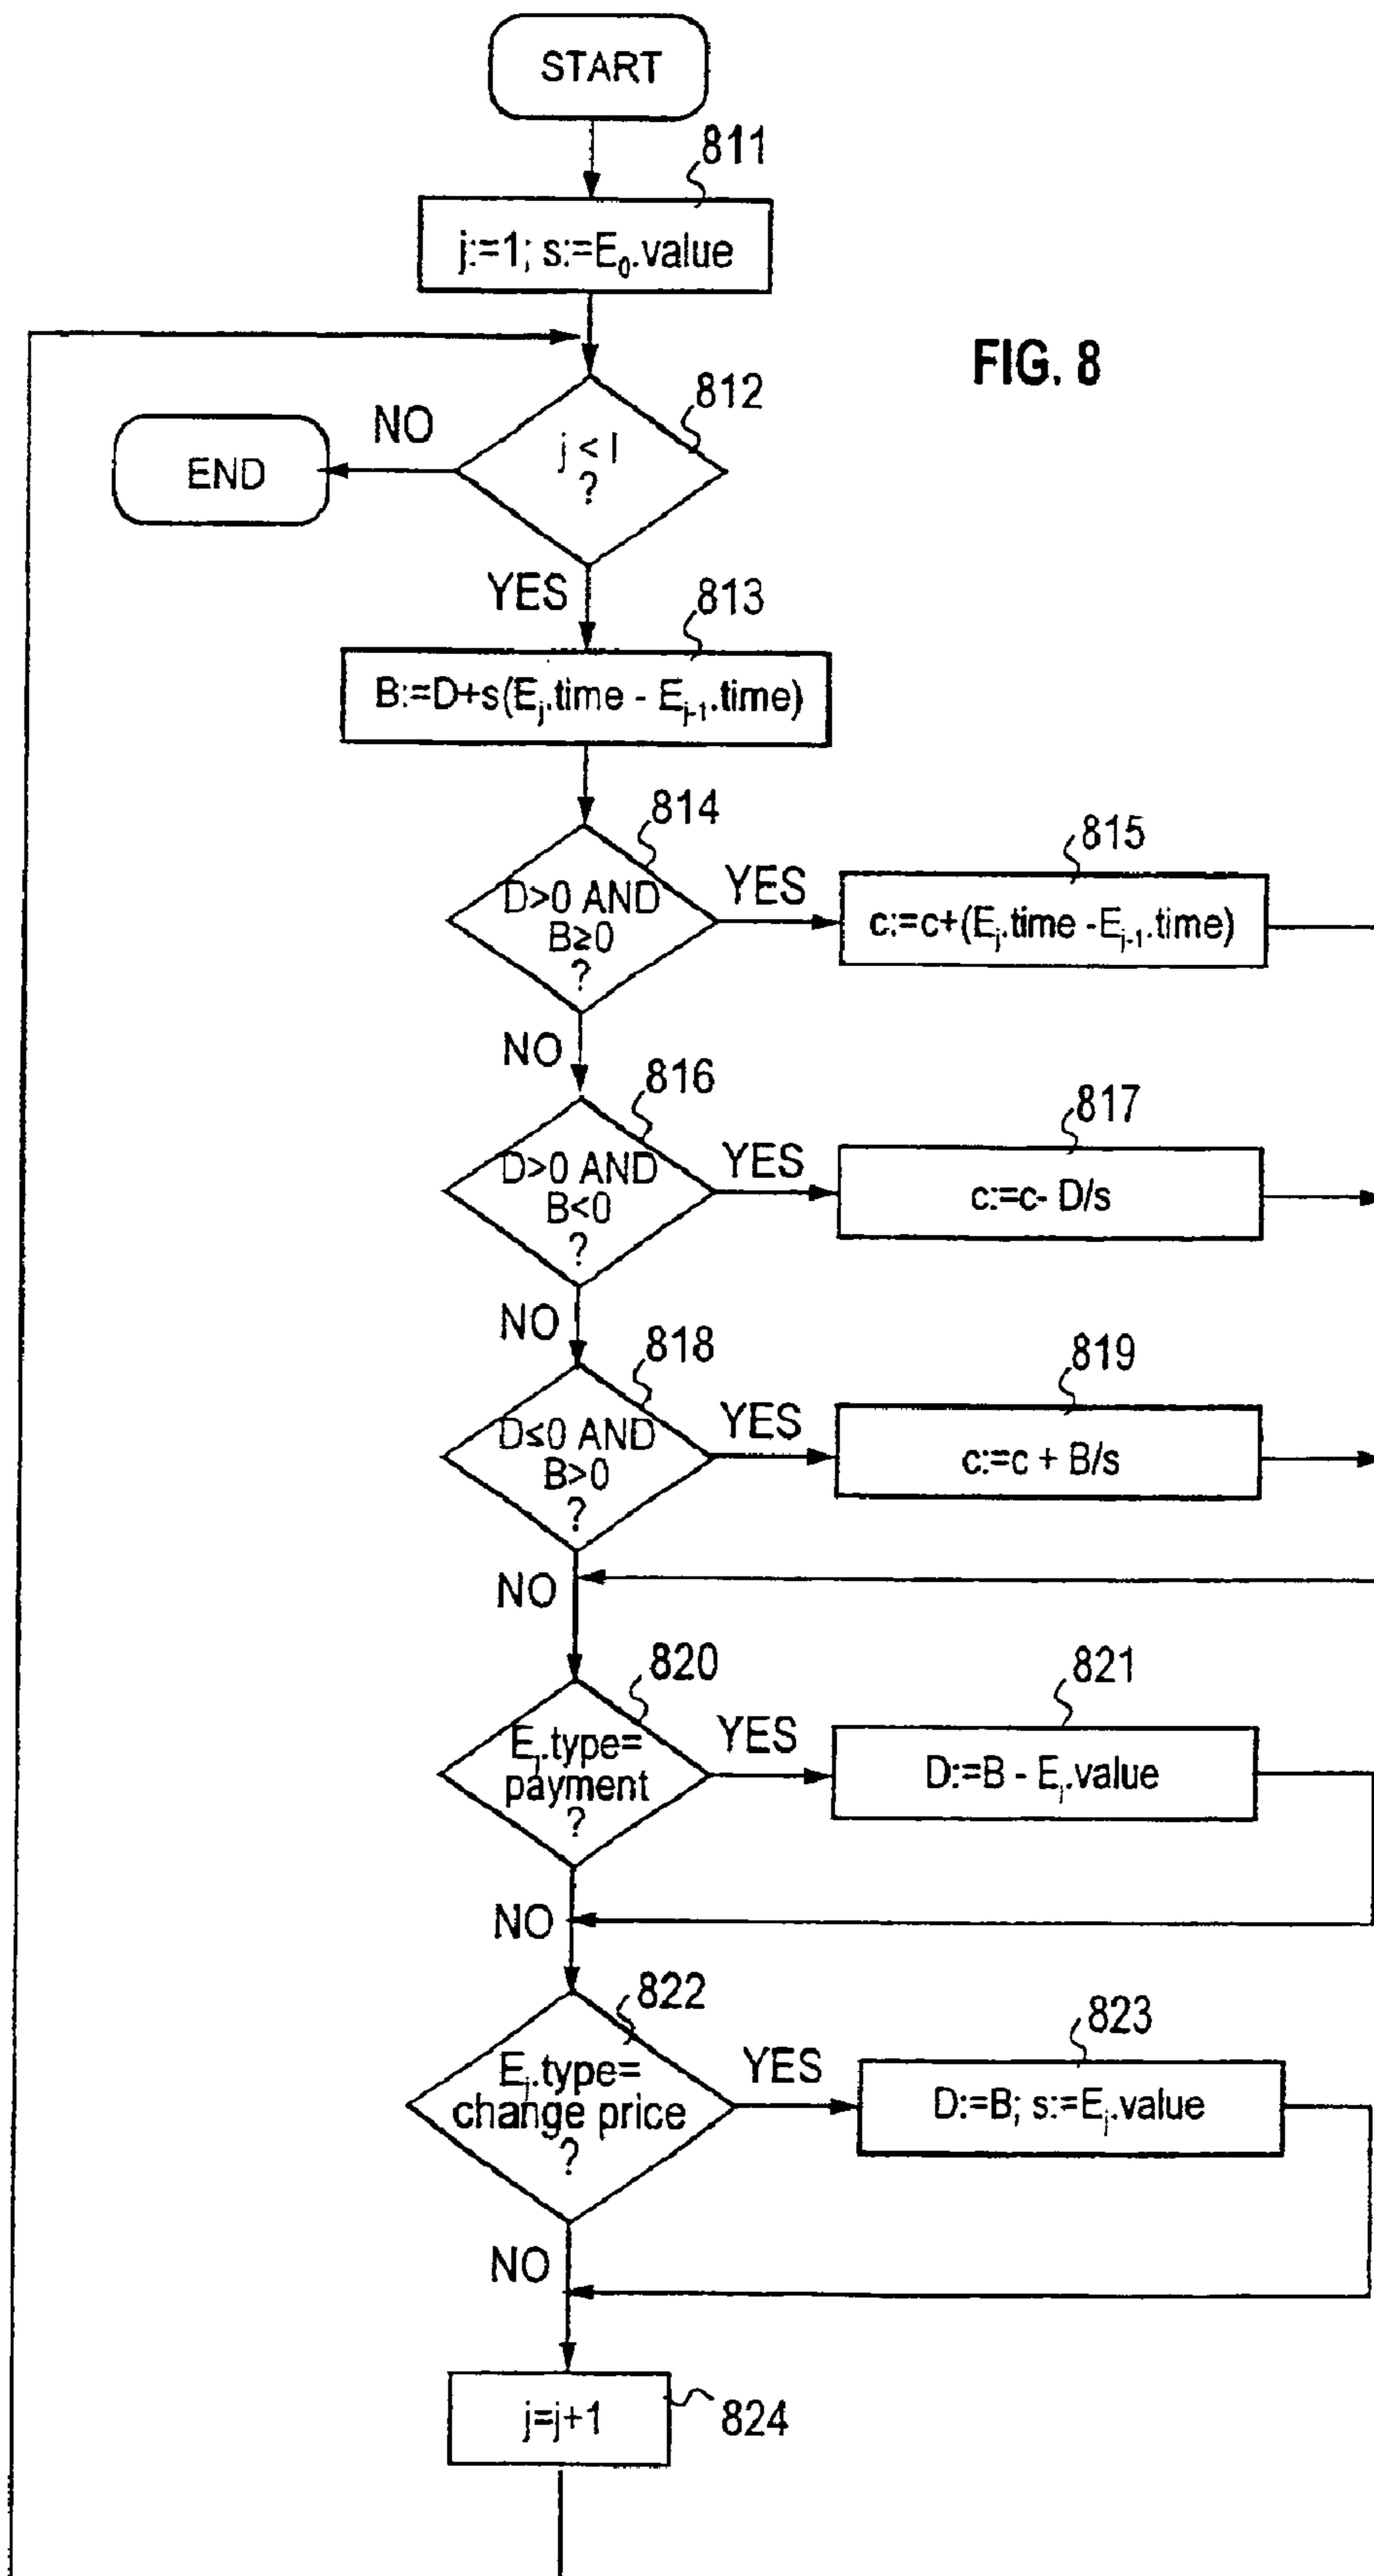 START
811
j:=1; s:=E₀.value
FIG. 8
812
j < I
?
NO
END
YES
813
B:=D+s(Eⱼ.time - Eⱼ₋₁.time)
814
D>0 AND
B≥0
?
YES
815
c:=c+(Eⱼ.time -Eⱼ₋₁.time)
NO
816
D>0 AND
B<0
?
YES
817
c:=c- D/s
NO
818
D≤0 AND
B>0
?
YES
819
c:=c + B/s
NO
820
Eⱼ.type=
payment
?
YES
821
D:=B - Eⱼ.value
NO
822
Eⱼ.type=
change price
?
YES
823
D:=B; s:=Eⱼ.value
NO
j=j+1
824